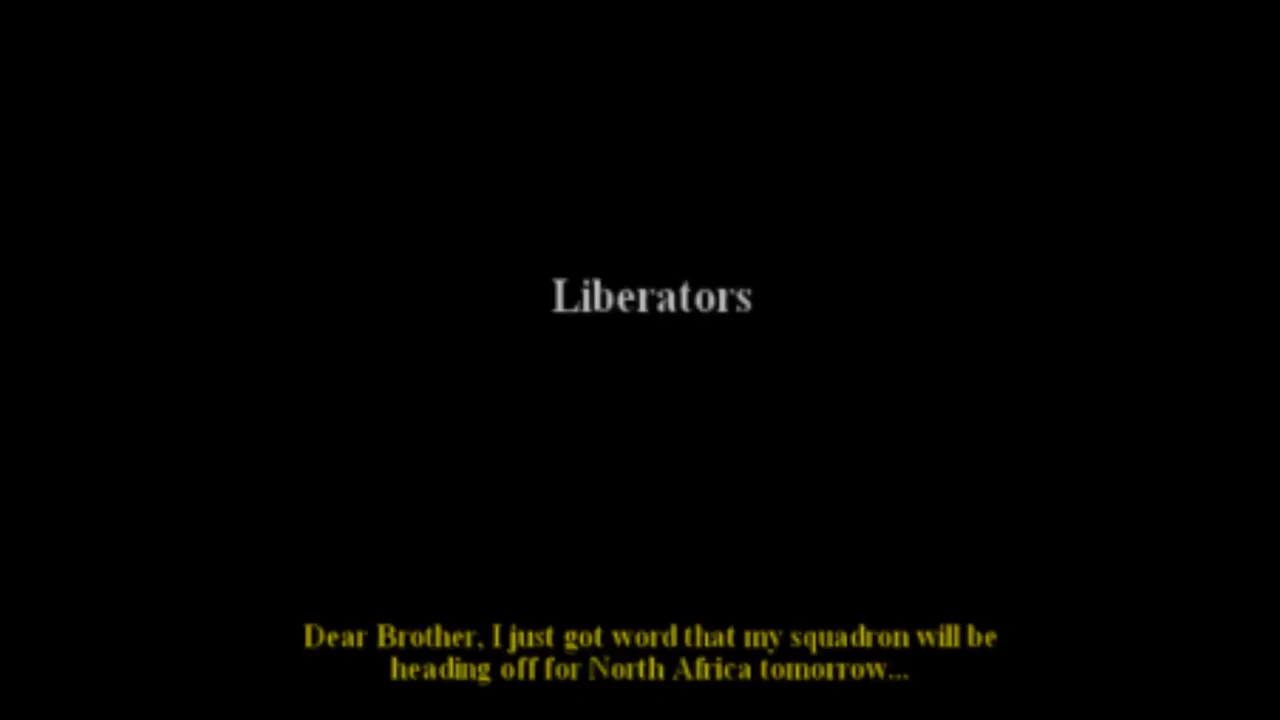 Liberators
Dear Brother, I just got word that my squadron will be
heading off for North Africa tomorrow...